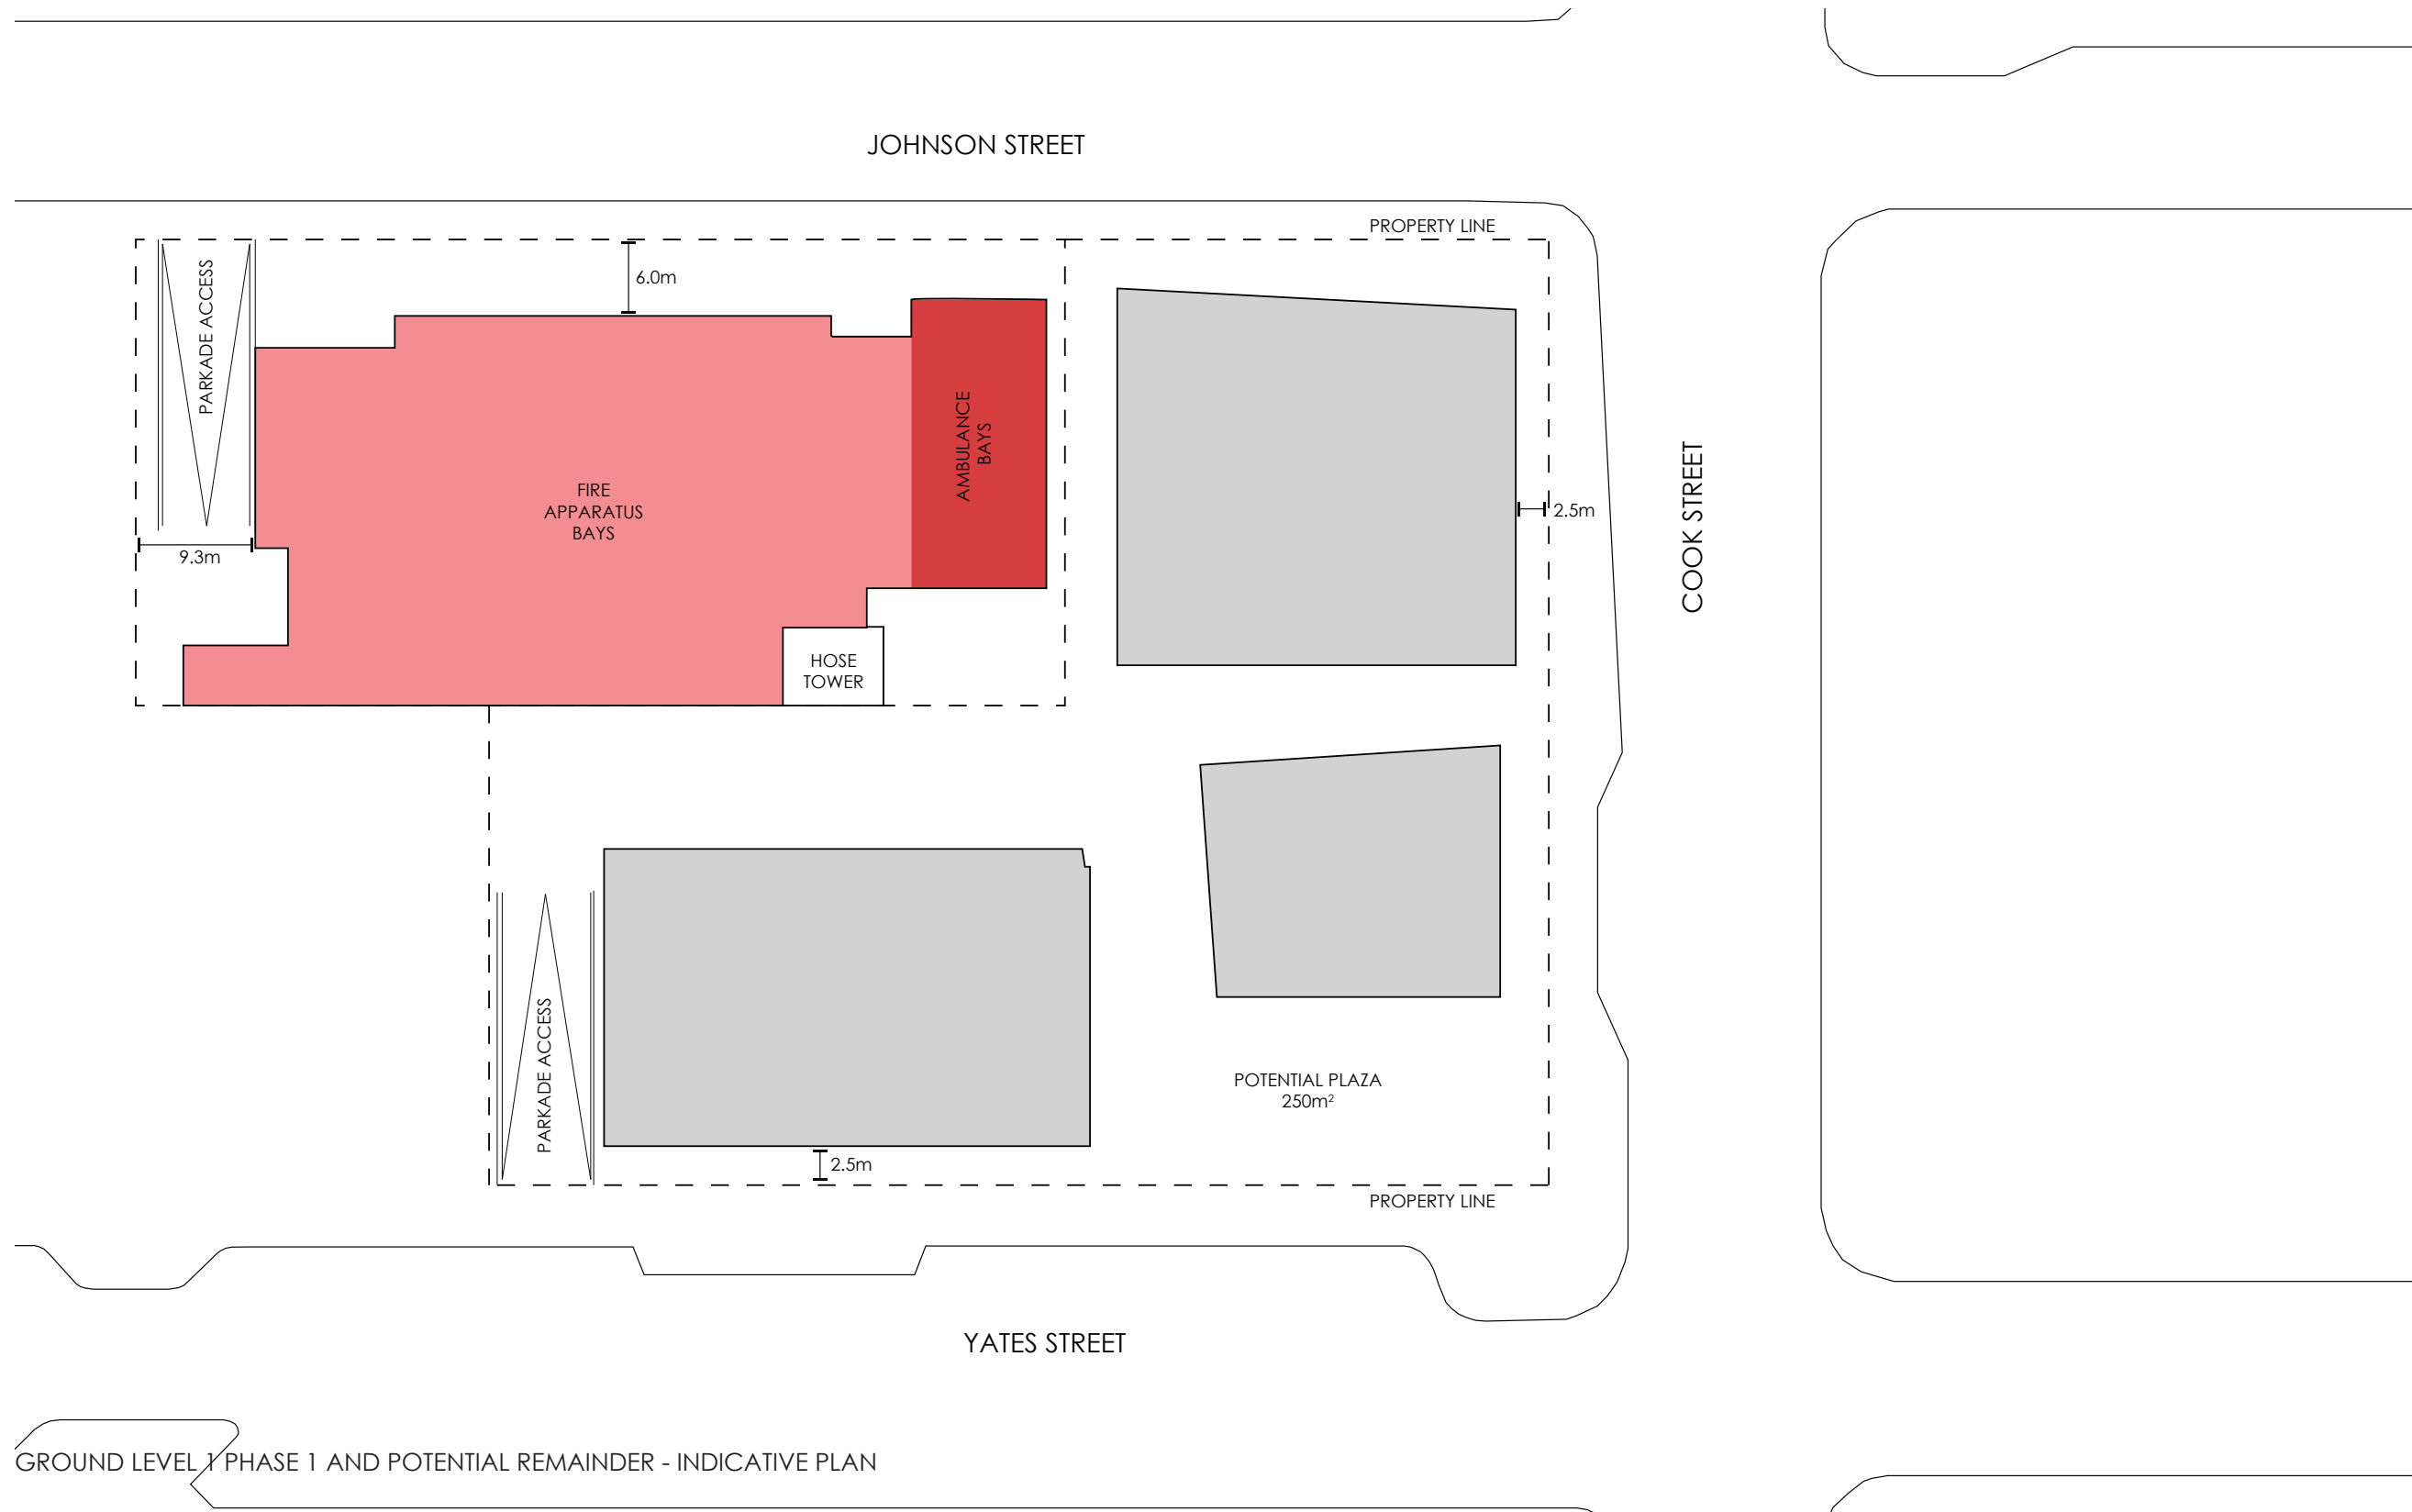 JOHNSON STREET
PROPERTY LINE
PARKADE ACCESS
6.0m
AMBULANCE
BAYS
FIRE
APPARATUS
BAYS
9.3m
2.5m
COOK STREET
HOSE
TOWER
PARKADE ACCESS
POTENTIAL PLAZA
250m²
2.5m
PROPERTY LINE
YATES STREET
GROUND LEVEL 1 PHASE 1 AND POTENTIAL REMAINDER - INDICATIVE PLAN